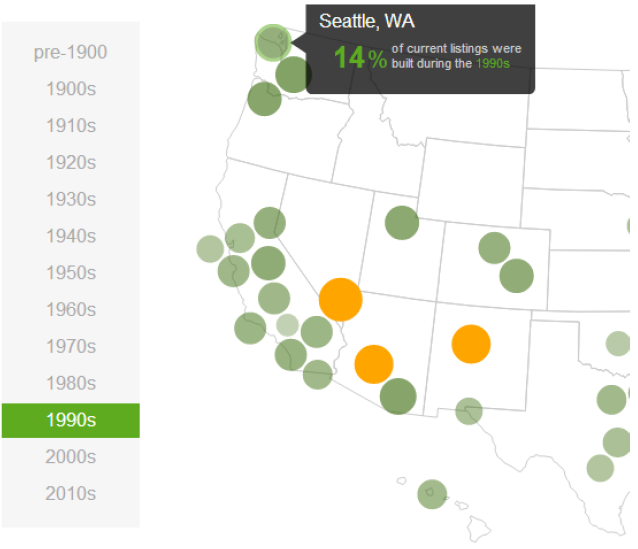 pre-1900
1900s
1910s
1920s
1930s
1940s
1950s
1960s
1970s
1980s
1990s
2000s
2010s
Seattle, WA
14% of current listings were
built during the 1990s